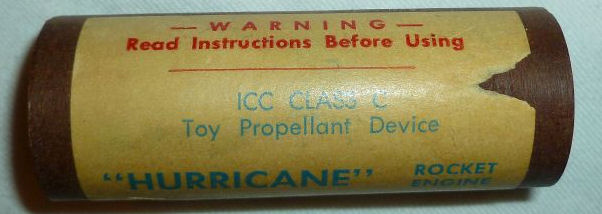 — WARNING —
Read Instructions Before Using
ICC CLASS C
Toy Propellant Device
"HURRICANE" ROCKET
ENGINE